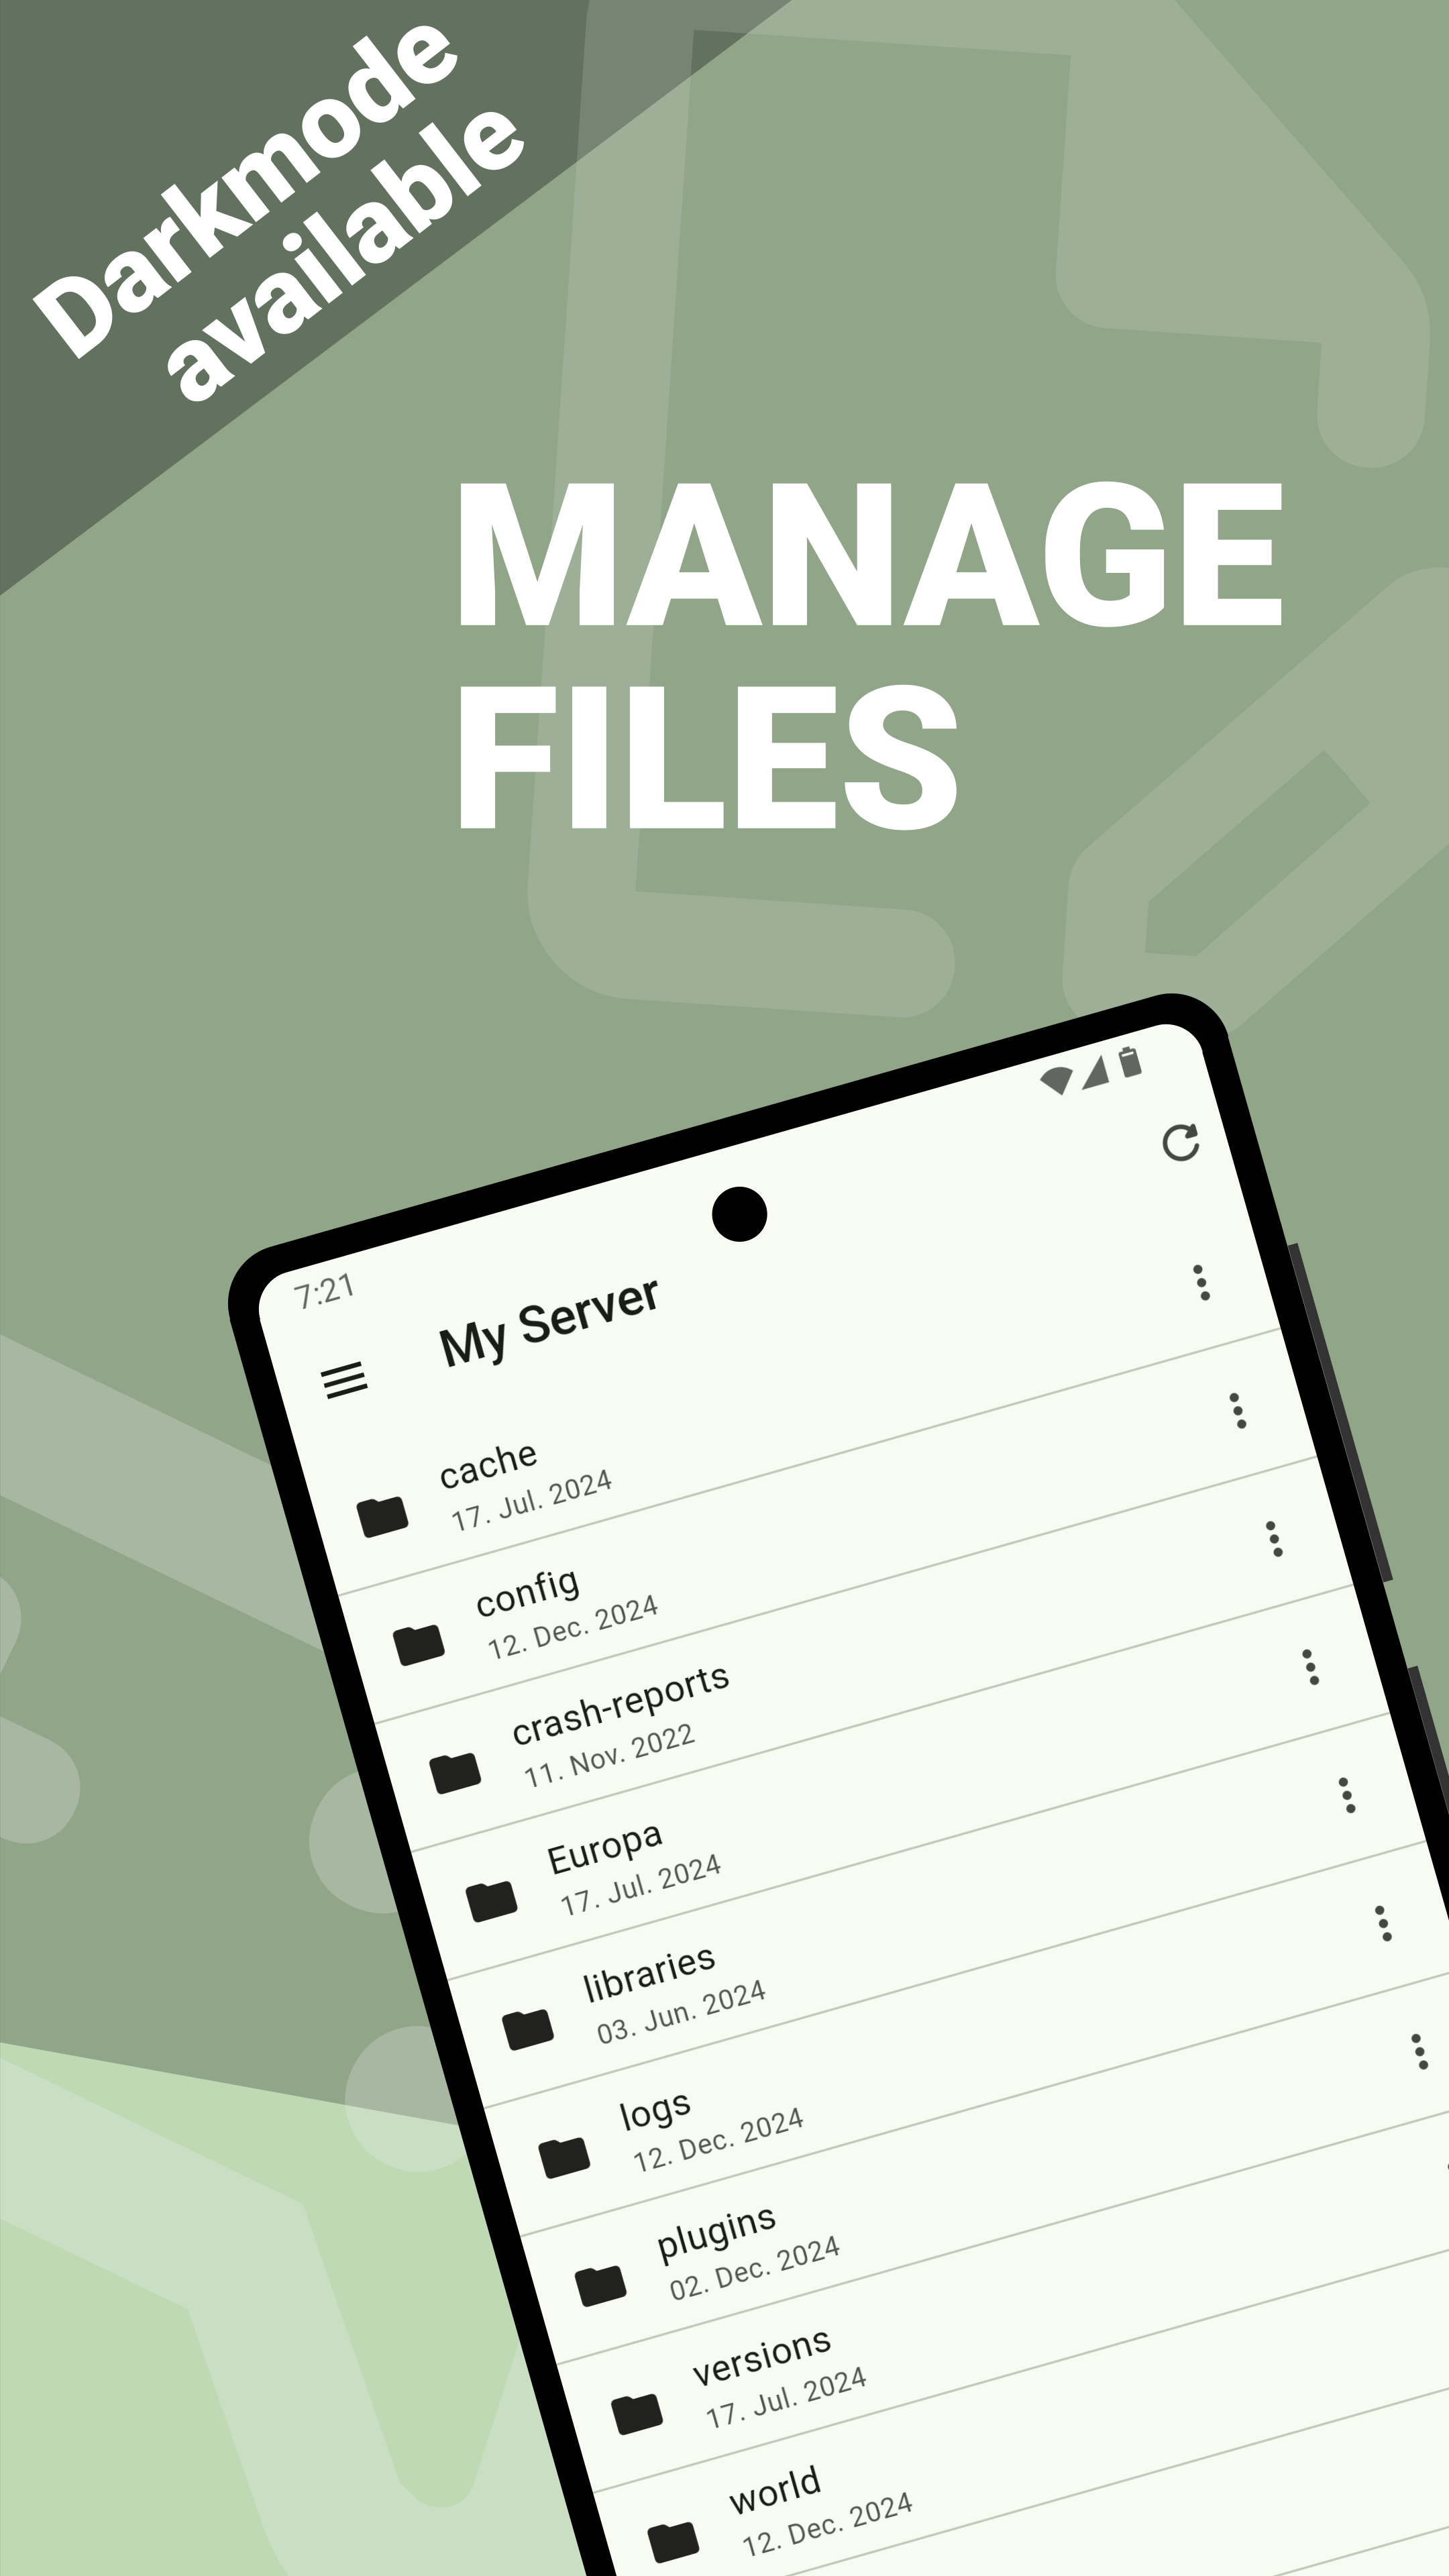 Darkmode
available
MANAGE
FILES
7:21
My Server
cache
17. Jul. 2024
config
12. Dec. 2024
crash-reports
11. Nov. 2022
Europa
17. Jul. 2024
libraries
03. Jun. 2024
logs
12. Dec. 2024
plugins
02. Dec. 2024
versions
17. Jul. 2024
world
12. Dec. 2024